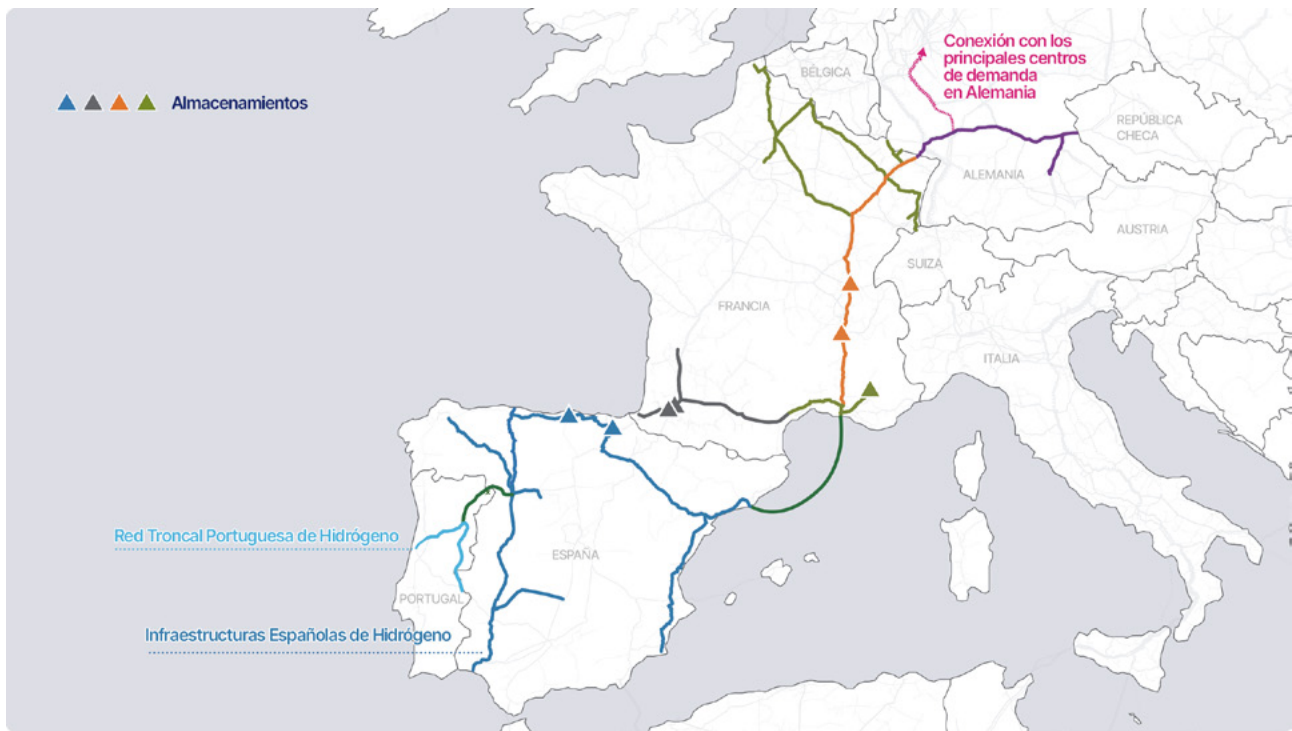 Almacenamientos
Conexión con los
principales centros
de demanda
en Alemania
BÉLGICA
REPÚBLICA
CHECA
ALEMANIA
AUSTRIA
SUIZA
FRANCIA
ITALIA
Red Troncal Portuguesa de Hidrógeno
ESPAÑA
PORTUGAL
Infraestructuras Españolas de Hidrógeno